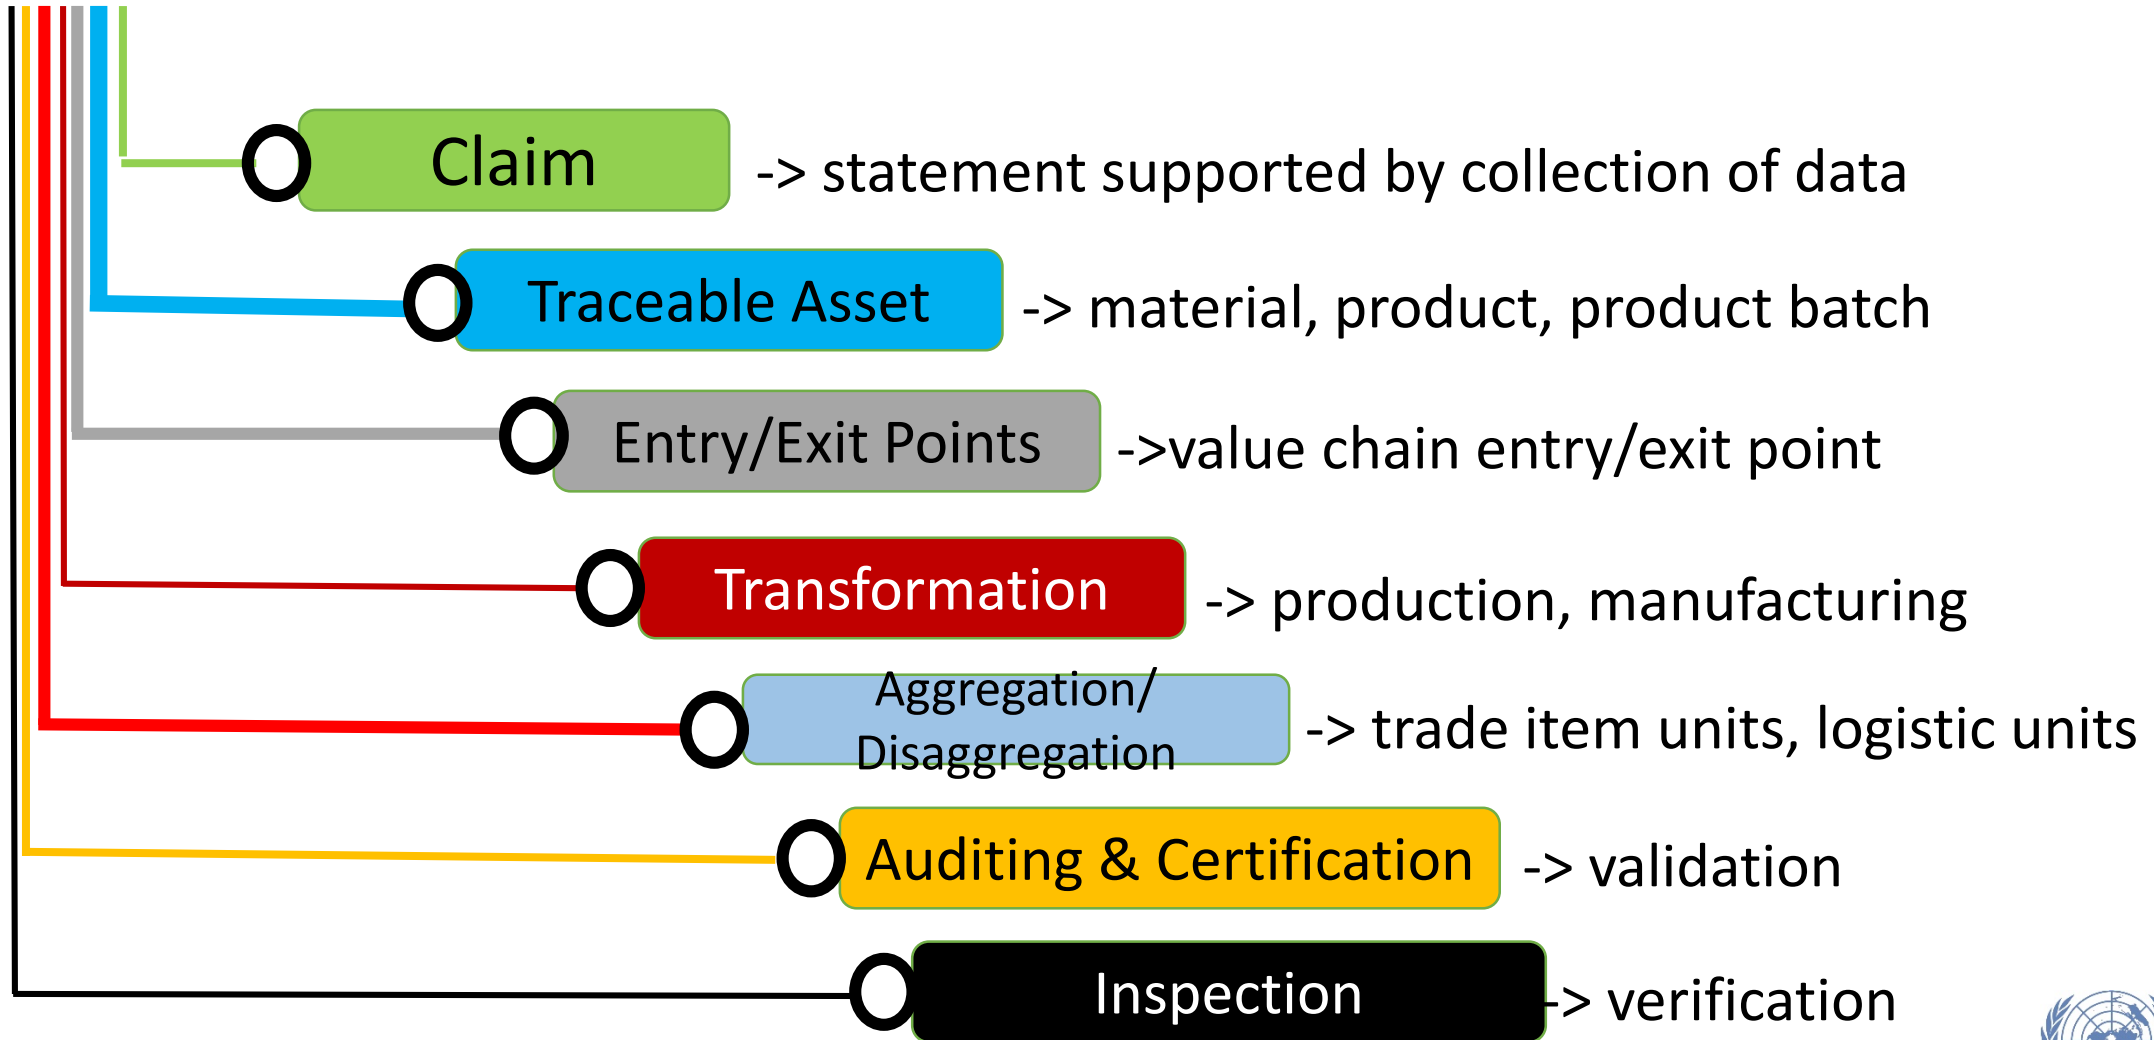 Claim -> statement supported by collection of data
Traceable Asset -> material, product, product batch
Entry/Exit Points ->value chain entry/exit point
Transformation -> production, manufacturing
Aggregation/
Disaggregation -> trade item units, logistic units
Auditing & Certification -> validation
Inspection -> verification